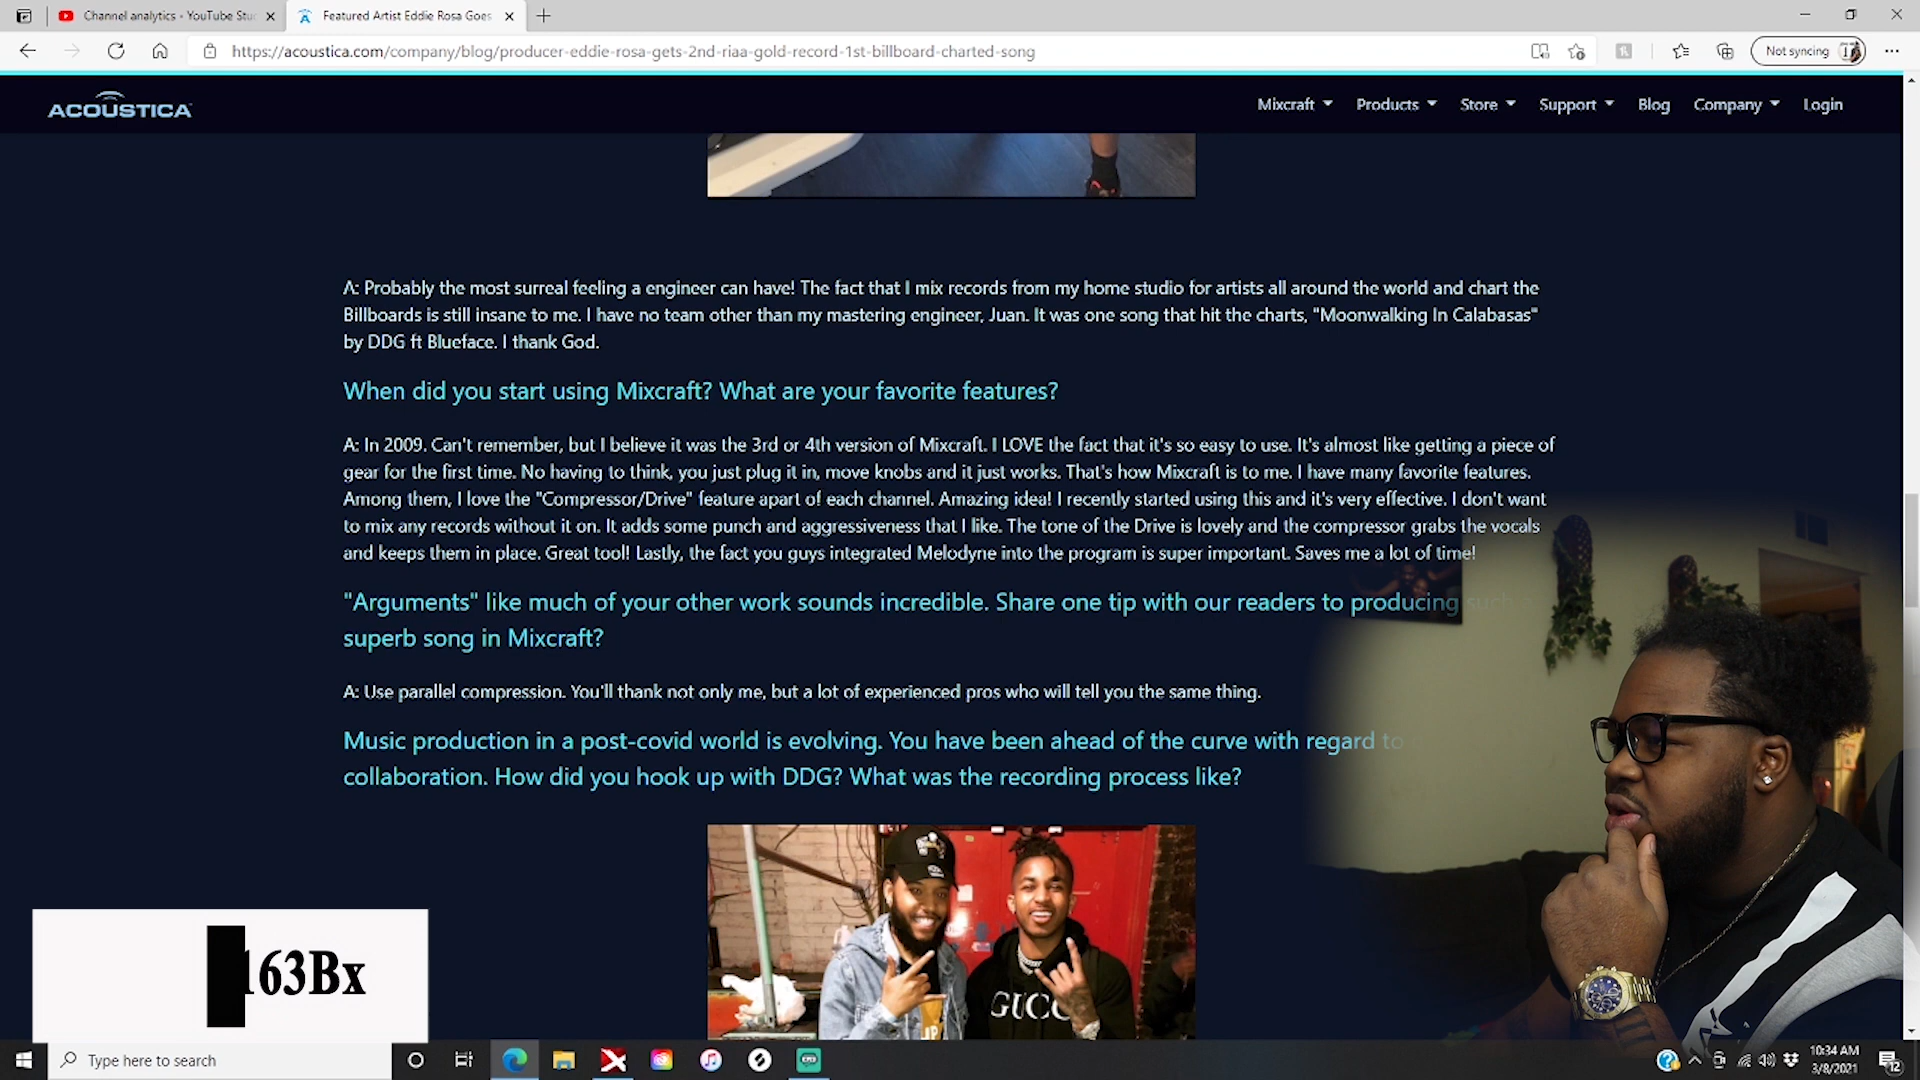 Channel analytics - YouTube Stu
Featured Artist Eddie Rosa Goes
https://acoustica.com/company/blog/producer-eddie-rosa-gets-2nd-riaa-gold-record-1st-billboard-charted-song
Not syncing
ACOUSTICA
Mixcraft Products Store Support Blog Company Login
A: Probably the most surreal feeling a engineer can have! The fact that I mix records from my home studio for artists all around the world and chart the
Billboards is still insane to me. I have no team other than my mastering engineer, Juan. It was one song that hit the charts, "Moonwalking In Calabasas"
by DDG ft Blueface. I thank God.
When did you start using Mixcraft? What are your favorite features?
A: In 2009. Can't remember, but I believe it was the 3rd or 4th version of Mixcraft. I LOVE the fact that it's so easy to use. It's almost like getting a piece of
gear for the first time. No having to think, you just plug it in, move knobs and it just works. That's how Mixcraft is to me. I have many favorite features.
Among them, I love the "Compressor/Drive" feature apart of each channel. Amazing idea! I recently started using this and it's very effective. I don't want
to mix any records without it on. It adds some punch and aggressiveness that I like. The tone of the Drive is lovely and the compressor grabs the vocals
and keeps them in place. Great tool! Lastly, the fact you guys integrated Melodyne into the program is super important. Saves me a lot of time!
"Arguments" like much of your other work sounds incredible. Share one tip with our readers to producing such
superb song in Mixcraft?
A: Use parallel compression. You'll thank not only me, but a lot of experienced pros who will tell you the same thing.
Music production in a post-covid world is evolving. You have been ahead of the curve with regard to
collaboration. How did you hook up with DDG? What was the recording process like?
GUCC
163Bx
Type here to search
10:34 AM
3/8/2021
12